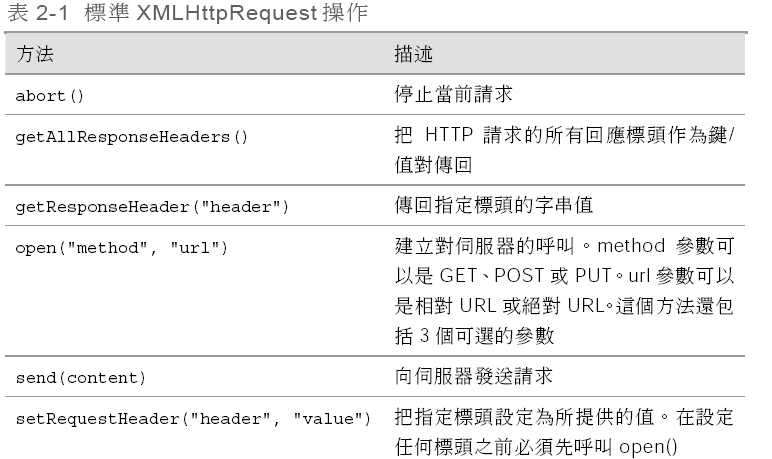 表 2-1 標準 XMLHttpRequest 操作
方法 描述
abort() 停止當前請求
getAllResponseHeaders() 把 HTTP 請求的所有回應標頭作為鍵/
值對傳回
getResponseHeader("header") 傳回指定標頭的字串值
open("method", "url") 建立對伺服器的呼叫。method 參數可
以是 GET、POST 或 PUT。url 參數可以
是相對 URL 或絕對 URL。這個方法還包
括 3 個可選的參數
send(content) 向伺服器發送請求
setRequestHeader("header", "value") 把指定標頭設定為所提供的值。在設定
任何標頭之前必須先呼叫 open()